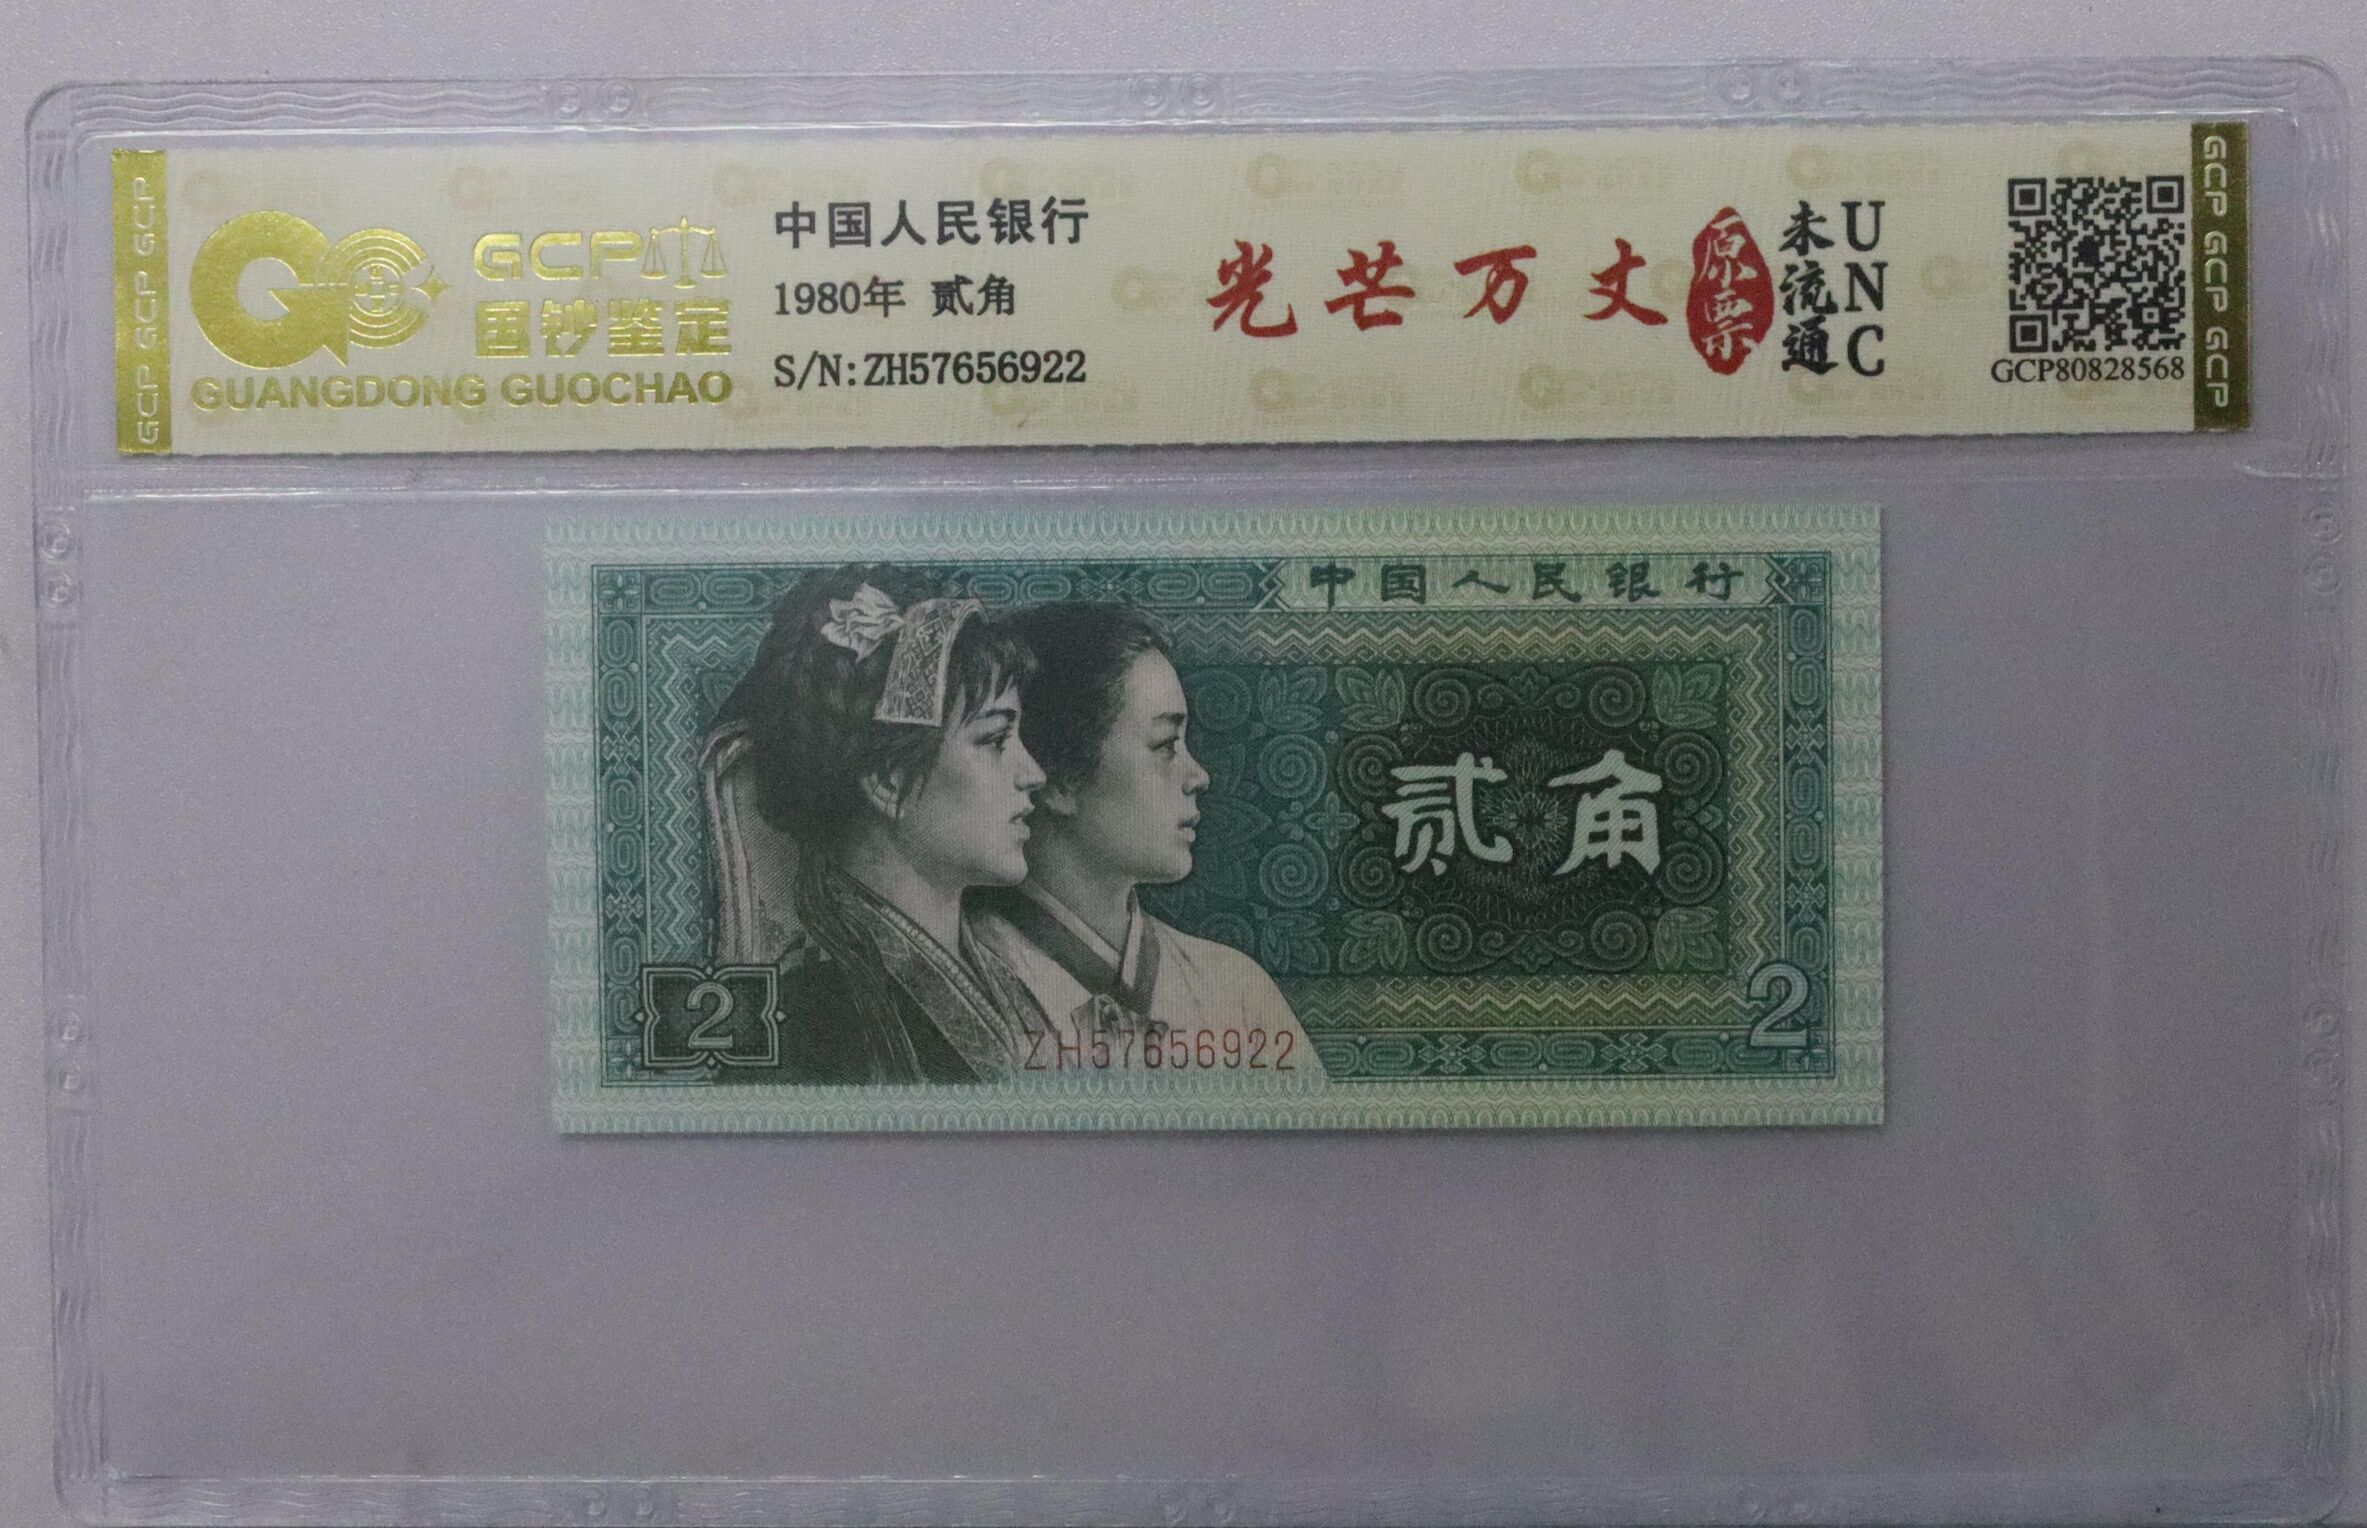 GCP GCP GCP
GCP
国钞鉴定
GUANGDONG GUOCHAO
中国人民银行
1980年 贰角
S/N:ZH57656922
光芒万丈
原票
未流通
UNC
GCP80828568
GCP GCP GCP
中国人民银行
贰角
2
2
ZH57656922